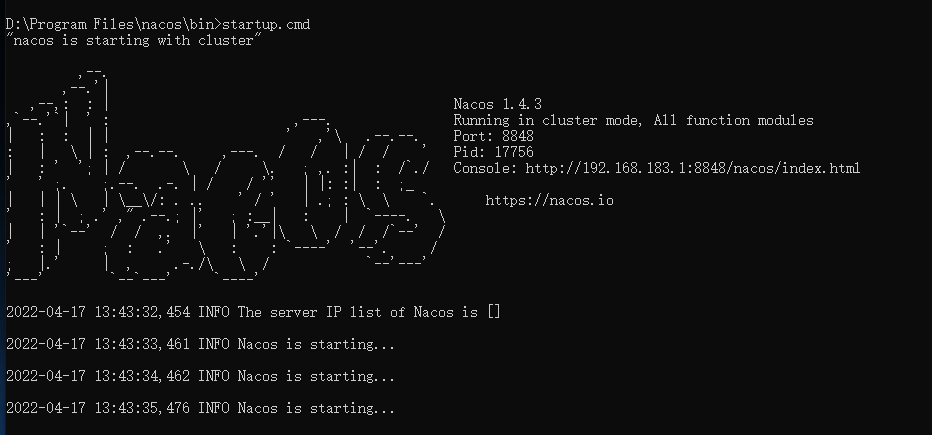 D:\Program Files\nacos\bin>startup.cmd
"nacos is starting with cluster"
Nacos 1.4.3
Running in cluster mode, All function modules
Port: 8848
Pid: 17756
Console: http://192.168.183.1:8848/nacos/index.html
https://nacos.io
2022-04-17 13:43:32,454 INFO The server IP list of Nacos is []
2022-04-17 13:43:33,461 INFO Nacos is starting...
2022-04-17 13:43:34,462 INFO Nacos is starting...
2022-04-17 13:43:35,476 INFO Nacos is starting...